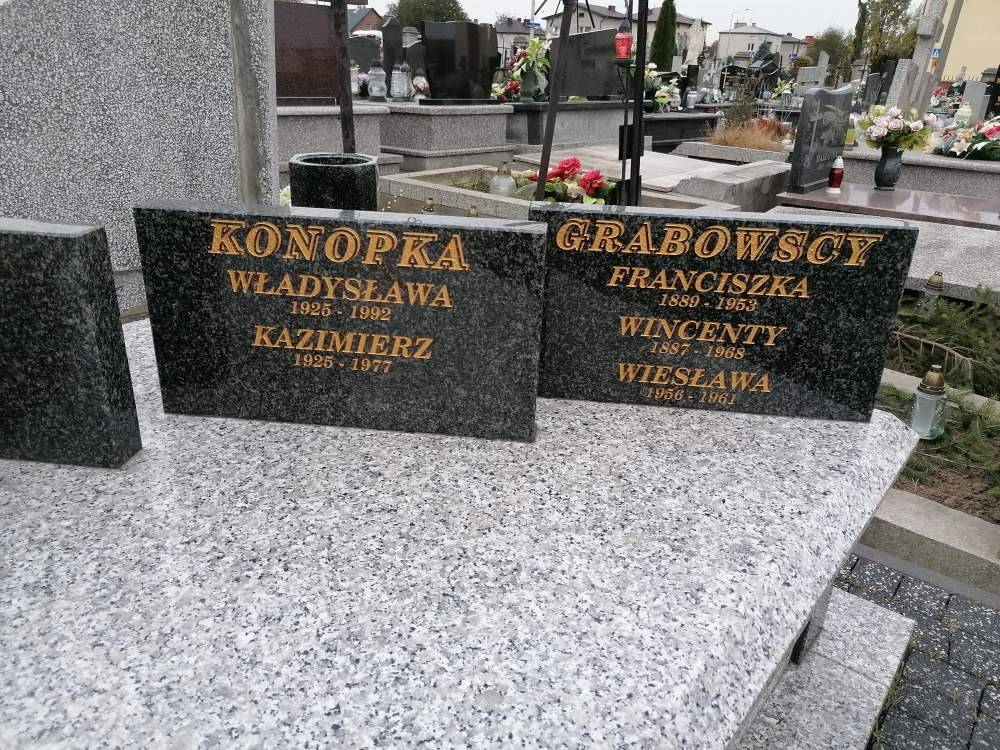 KONOPKA
WŁADYSŁAWA
1925 - 1992
KAZIMIERZ
1925 - 1977
GRABOWSCY
FRANCISZKA
1889 - 1953
WINCENTY
1887 - 1968
WIESŁAWA
1956 - 1961